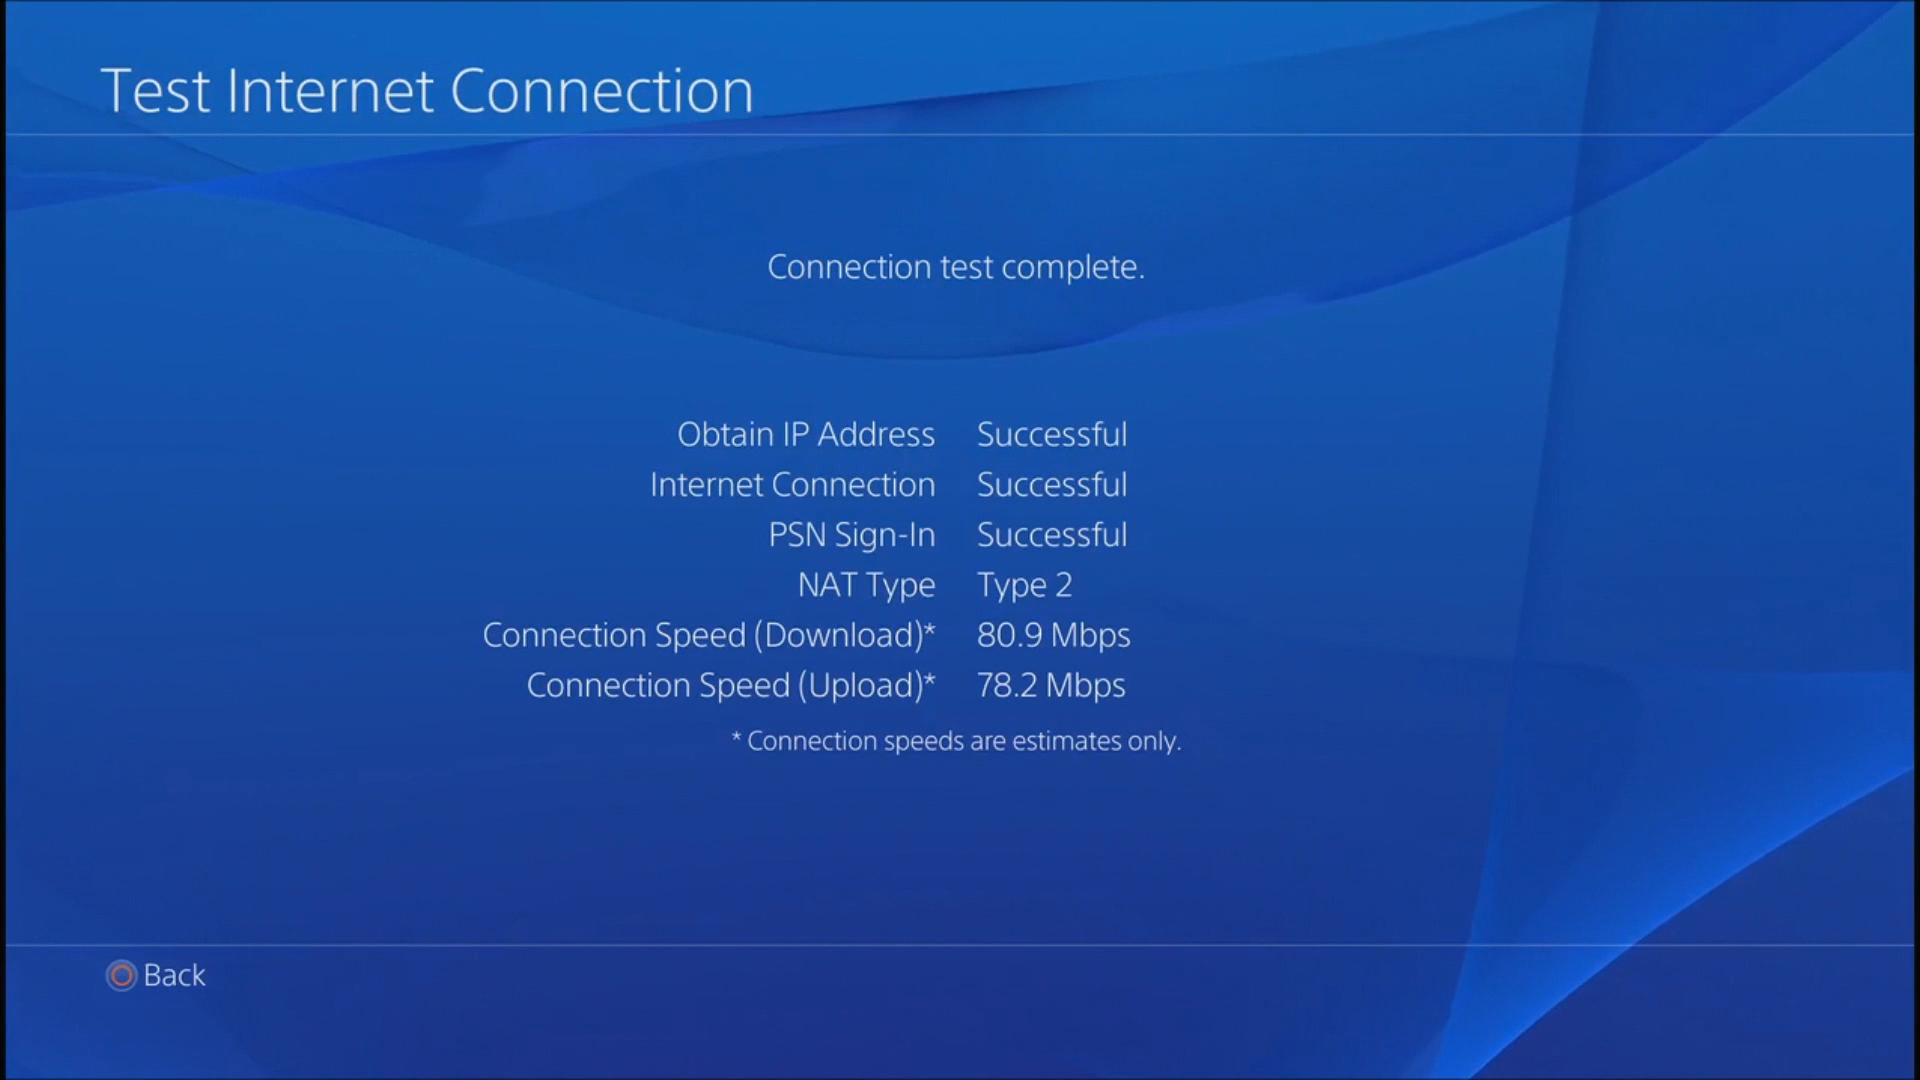 Test Internet Connection
Connection test complete.
Obtain IP Address Successful
Internet Connection Successful
PSN Sign-In Successful
NAT Type Type 2
Connection Speed (Download)* 80.9 Mbps
Connection Speed (Upload)* 78.2 Mbps
* Connection speeds are estimates only.
Back